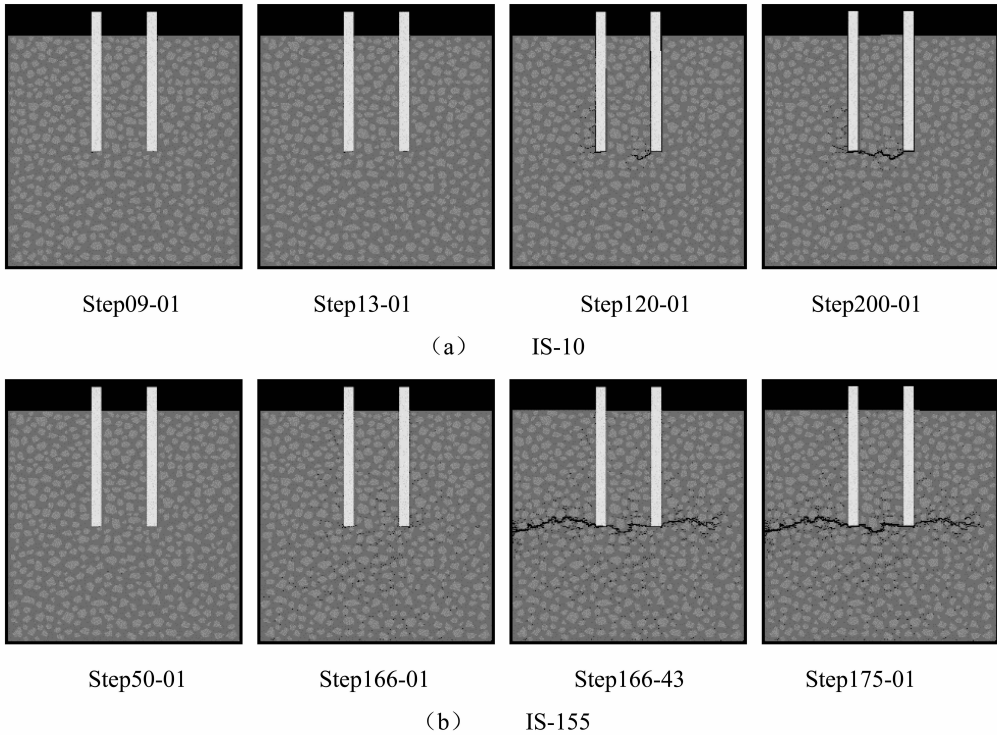 Step09-01 Step13-01 Step120-01 Step200-01
（a） IS-10
Step50-01 Step166-01 Step166-43 Step175-01
（b） IS-155